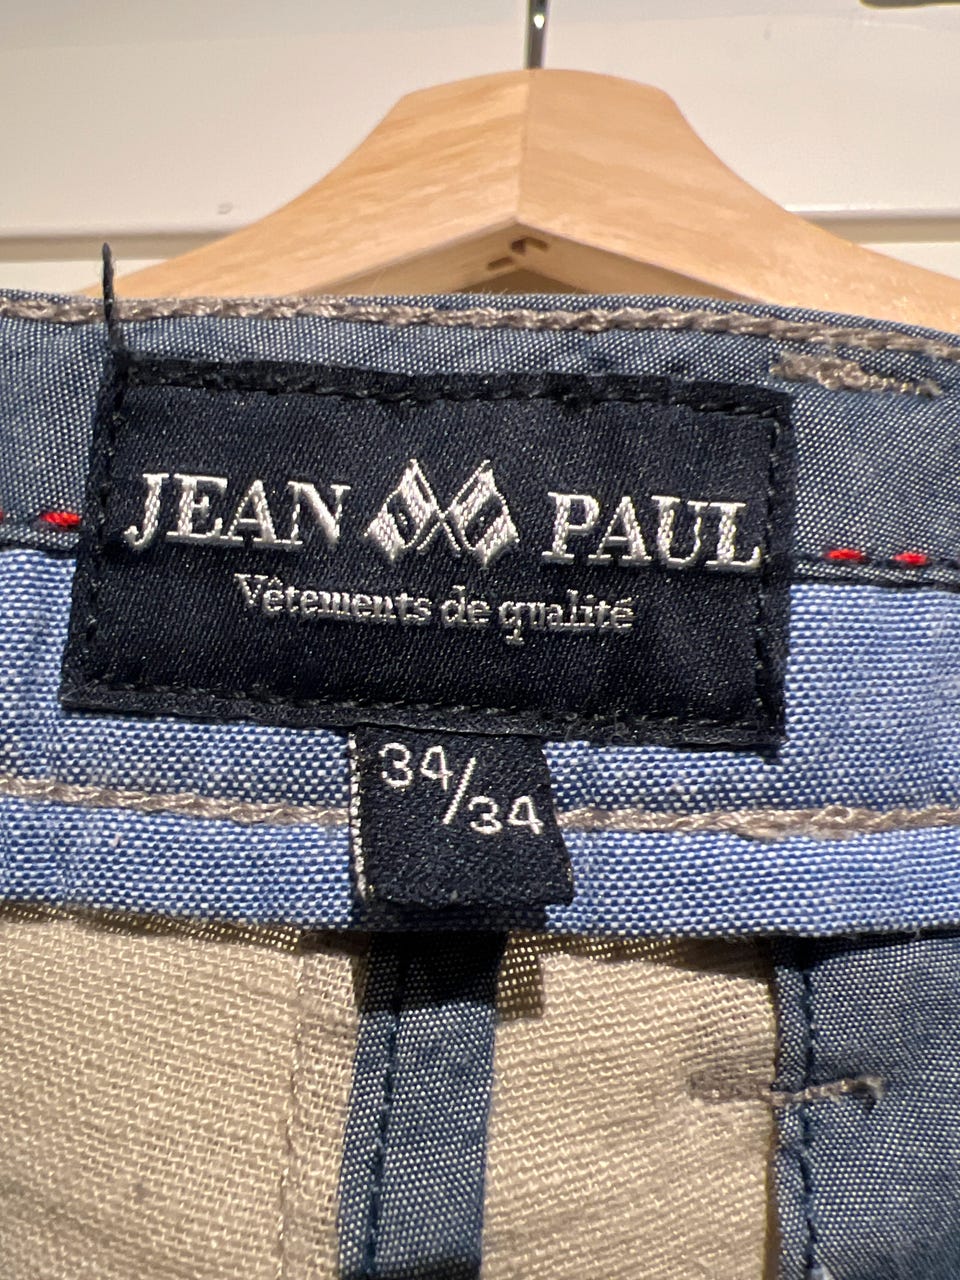 JEAN PAUL
Vêtements de qualité
34/34